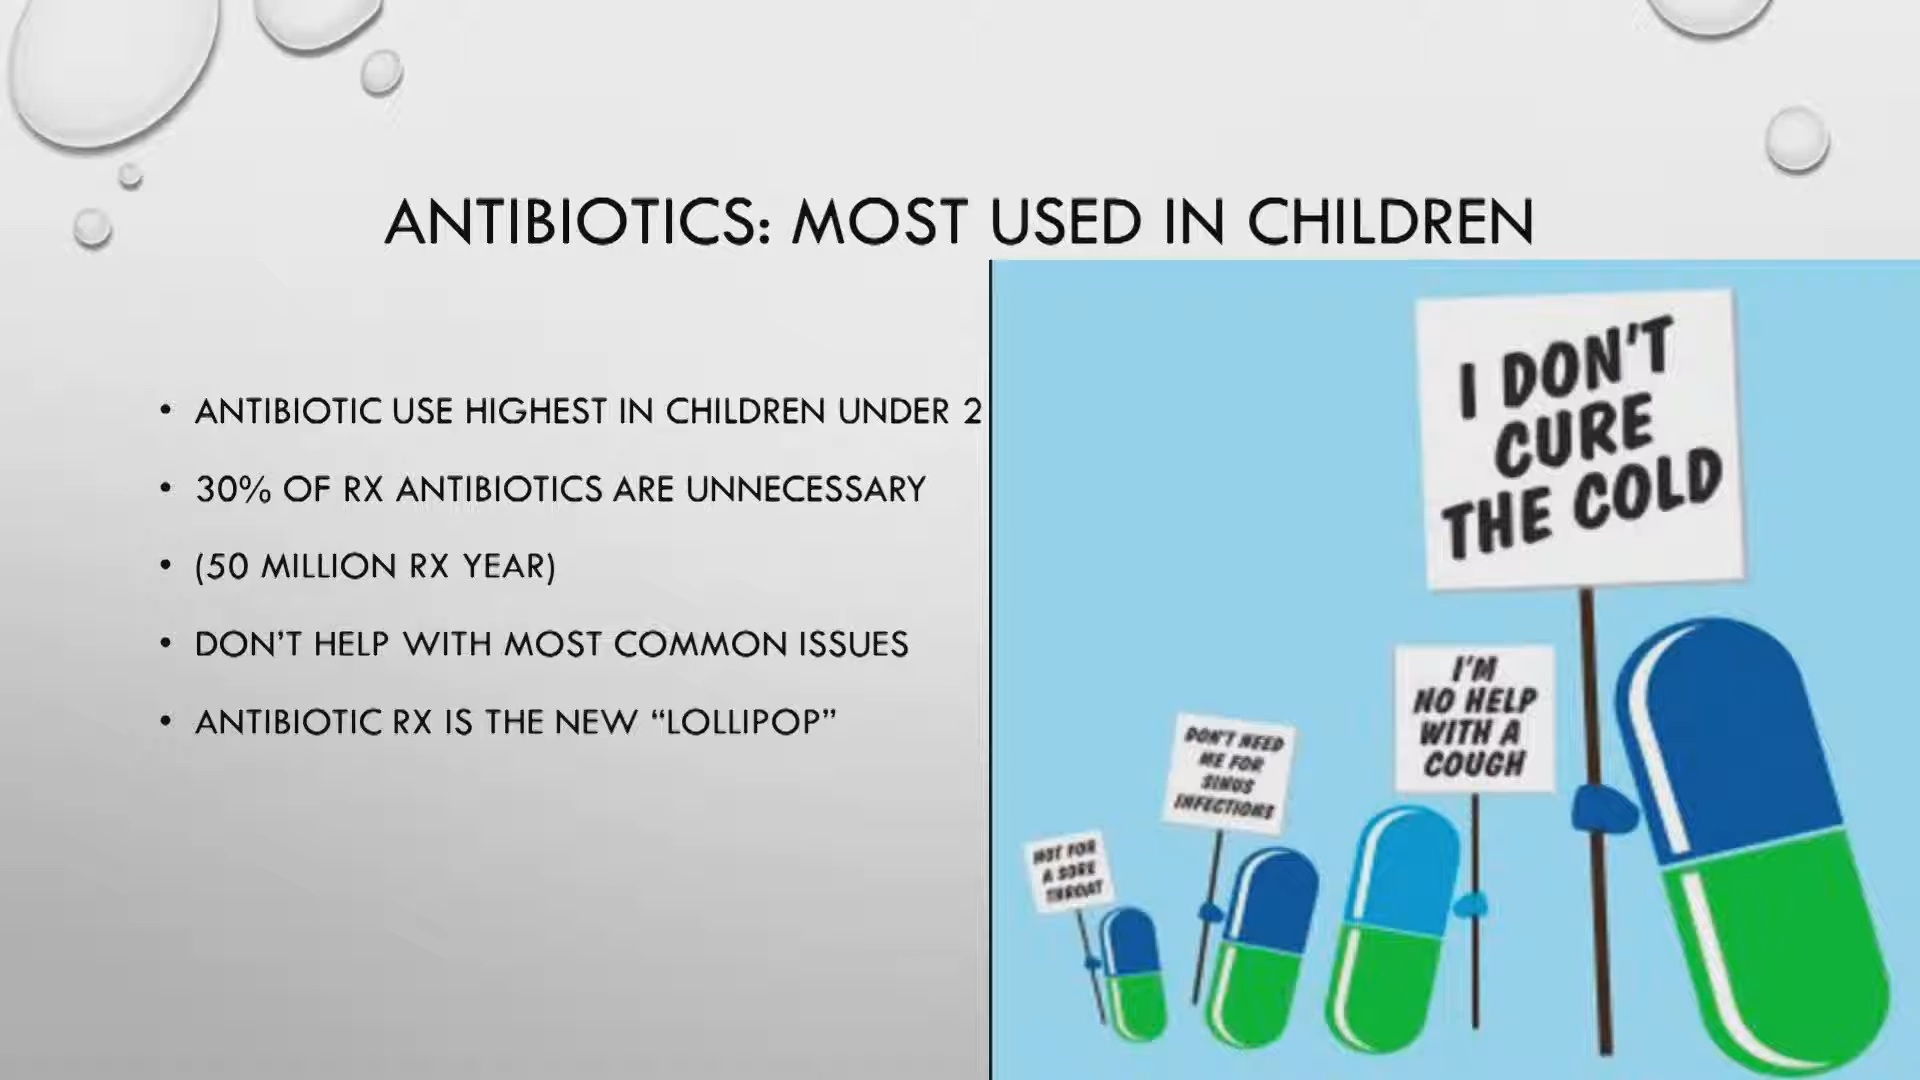 ANTIBIOTICS: MOST USED IN CHILDREN
• ANTIBIOTIC USE HIGHEST IN CHILDREN UNDER 2
• 30% OF RX ANTIBIOTICS ARE UNNECESSARY
• (50 MILLION RX YEAR)
• DON'T HELP WITH MOST COMMON ISSUES
• ANTIBIOTIC RX IS THE NEW “LOLLIPOP”
NOT FOR
A SORE
THROAT
DON'T NEED
ME FOR
SINUS
INFECTIONS
I'M
NO HELP
WITH A
COUGH
I DON'T
CURE
THE COLD